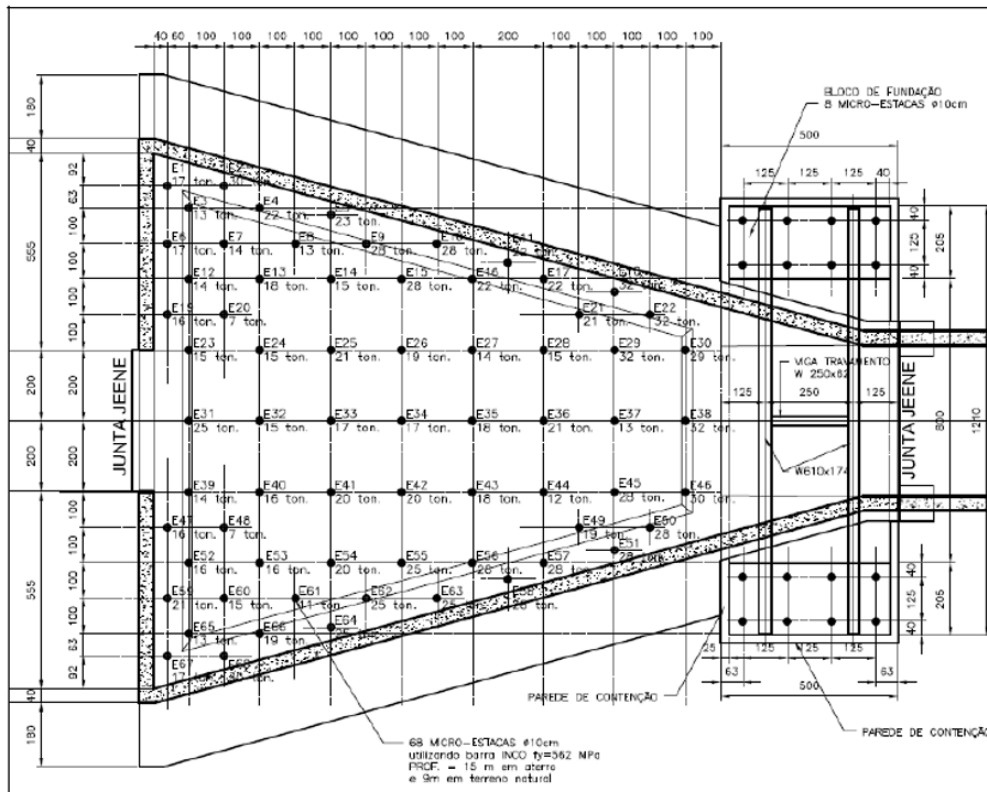 40 60 100 100 100 100 100 100 200 100 100 100 100
BLOCO DE FUNDAÇÃO
8 MICRO-ESTACAS ø10cm
500
125 125 125 40
180
40
92
63
100
100
100
100
200
200
100
100
100
100
63
92
40
180
555
200
200
555
E1
17 ton.
E3
13 ton.
E4
22 ton.
23 ton.
E6
17 ton.
E7
14 ton.
E8
13 ton.
E9
28 ton.
28 ton.
E12
14 ton.
E13
18 ton.
E14
15 ton.
E15
28 ton.
22 ton.
E17
22 ton.
E19
16 ton.
E20
7 ton.
E21
21 ton.
E22
32 ton.
E23
15 ton.
E24
15 ton.
E25
21 ton.
E26
19 ton.
E27
14 ton.
E28
15 ton.
E29
32 ton.
E30
29 ton.
E31
25 ton.
E32
15 ton.
E33
17 ton.
E34
17 ton.
E35
18 ton.
E36
21 ton.
E37
13 ton.
E38
32 ton.
E39
14 ton.
E40
16 ton.
E41
20 ton.
E42
20 ton.
E43
18 ton.
E44
12 ton.
E45
28 ton.
E46
30 ton.
E47
16 ton.
E48
7 ton.
E49
19 ton.
E50
28 ton.
E51
E52
16 ton.
E53
16 ton.
E54
20 ton.
E55
25 ton.
E56
E57
28 ton.
E59
21 ton.
E60
15 ton.
E61
11 ton.
E62
25 ton.
E63
E64
E65
13 ton.
E66
19 ton.
E67
JUNTA JEENE
40
125
40
205
VIGA TRAVAMENTO
125 250 125
W610x174
JUNTA JEENE
800
1210
40
125
40
205
25
63
125 125 125
63
500
PAREDE DE CONTENÇÃO
PAREDE DE CONTENÇÃO
68 MICRO-ESTACAS ø10cm
utilizando barra INCO fy=562 MPa
PROF. = 15 m em aterro
e 9m em terreno natural